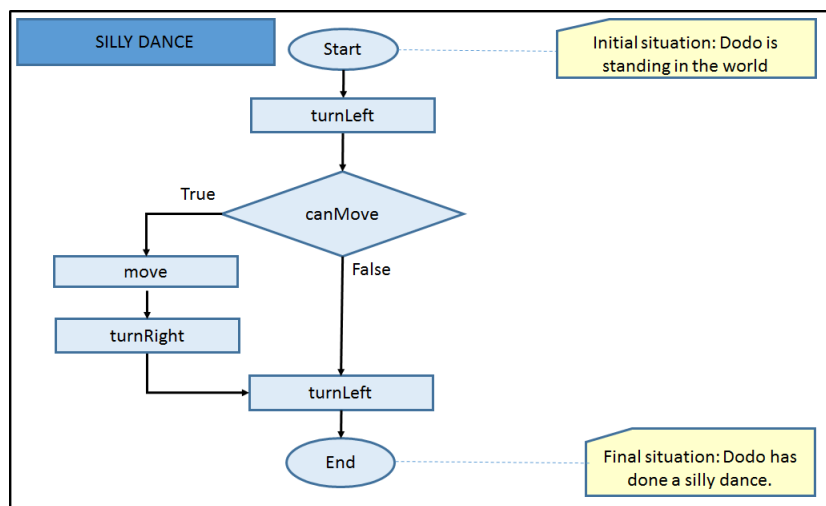 SILLY DANCE
Start
Initial situation: Dodo is
standing in the world
turnLeft
True
canMove
False
move
turnRight
turnLeft
End
Final situation: Dodo has
done a silly dance.